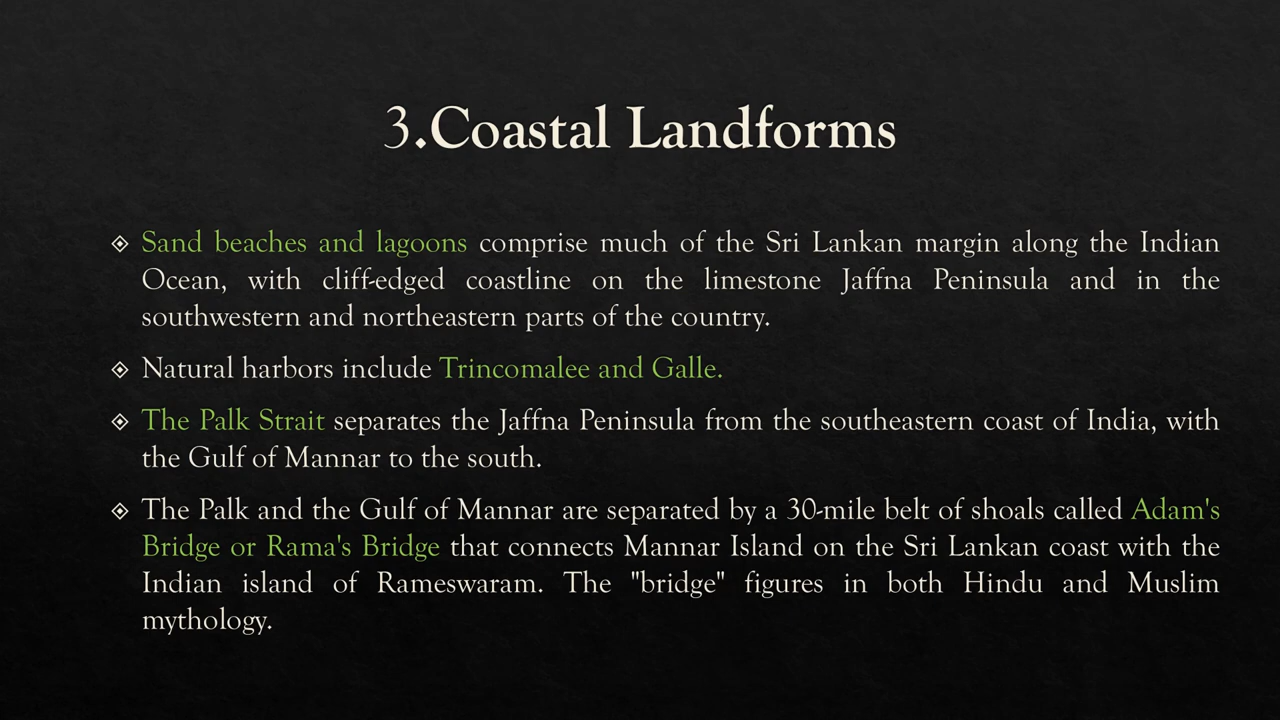 3.Coastal Landforms
Sand beaches and lagoons comprise much of the Sri Lankan margin along the Indian
Ocean, with cliff-edged coastline on the limestone Jaffna Peninsula and in the
southwestern and northeastern parts of the country.
Natural harbors include Trincomalee and Galle.
The Palk Strait separates the Jaffna Peninsula from the southeastern coast of India, with
the Gulf of Mannar to the south.
The Palk and the Gulf of Mannar are separated by a 30-mile belt of shoals called Adam's
Bridge or Rama's Bridge that connects Mannar Island on the Sri Lankan coast with the
Indian island of Rameswaram. The "bridge" figures in both Hindu and Muslim
mythology.